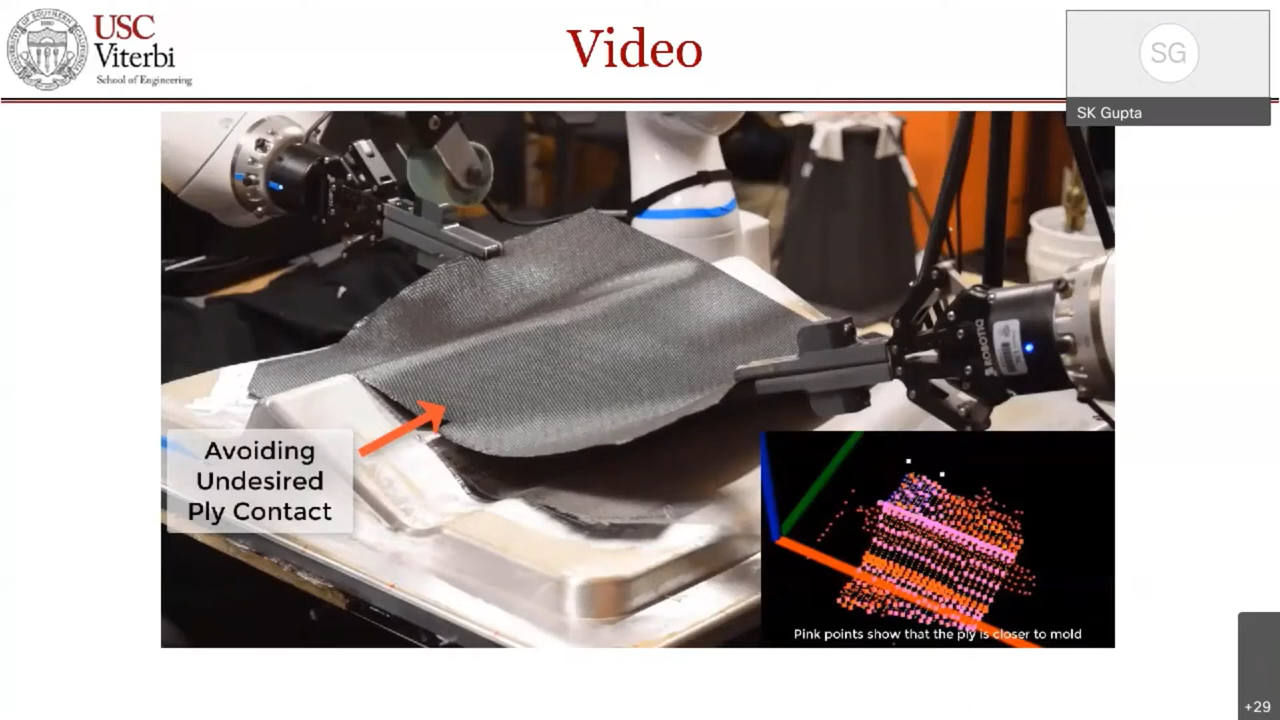 USC
Viterbi
School of Engineering
Video
SG
SK Gupta
ROBOTIQ
Avoiding
Undesired
Ply Contact
Pink points show that the ply is closer to mold
+29